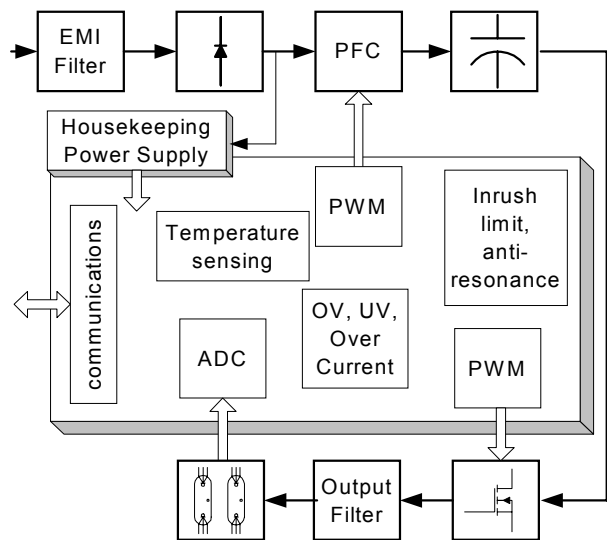 EMI
Filter
PFC
Housekeeping
Power Supply
PWM
Inrush
limit,
anti-
resonance
Temperature
sensing
communications
OV, UV,
Over
Current
ADC
PWM
Output
Filter